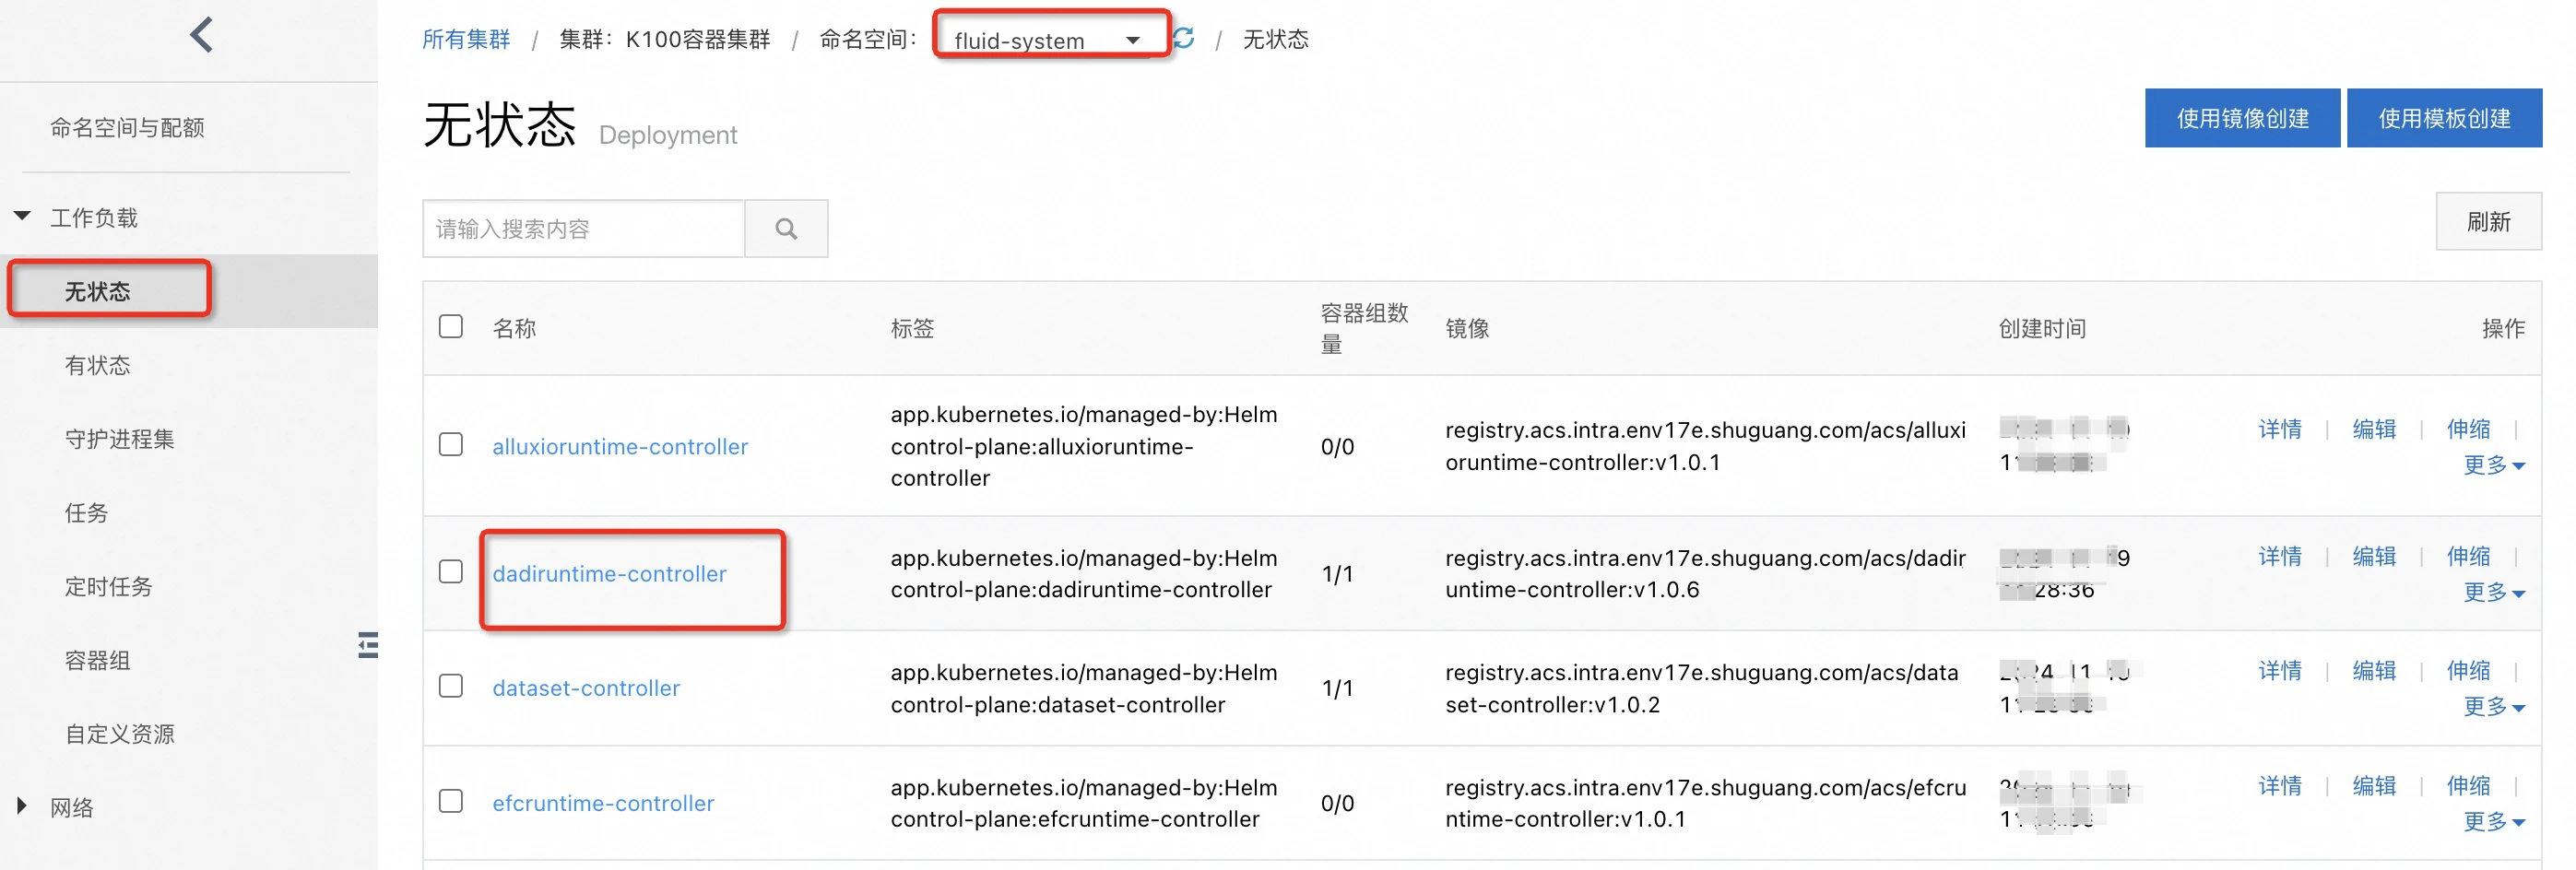 所有集群 / 集群：K100容器集群 / 命名空间： fluid-system / 无状态
命名空间与配额
工作负载
无状态
有状态
守护进程集
任务
定时任务
容器组
自定义资源
网络
无状态 Deployment
使用镜像创建 使用模板创建
请输入搜索内容
刷新
名称 标签 容器组数量 镜像 创建时间 操作
alluxioruntime-controller
app.kubernetes.io/managed-by:Helm
control-plane:alluxioruntime-
controller
0/0
registry.acs.intra.env17e.shuguang.com/acs/alluxi
oruntime-controller:v1.0.1
详情 | 编辑 | 伸缩 |
更多
dadiruntime-controller
app.kubernetes.io/managed-by:Helm
control-plane:dadiruntime-controller
1/1
registry.acs.intra.env17e.shuguang.com/acs/dadir
untime-controller:v1.0.6
28:36
详情 | 编辑 | 伸缩 |
更多
dataset-controller
app.kubernetes.io/managed-by:Helm
control-plane:dataset-controller
1/1
registry.acs.intra.env17e.shuguang.com/acs/data
set-controller:v1.0.2
详情 | 编辑 | 伸缩 |
更多
efcruntime-controller
app.kubernetes.io/managed-by:Helm
control-plane:efcruntime-controller
0/0
registry.acs.intra.env17e.shuguang.com/acs/efcru
ntime-controller:v1.0.1
详情 | 编辑 | 伸缩 |
更多